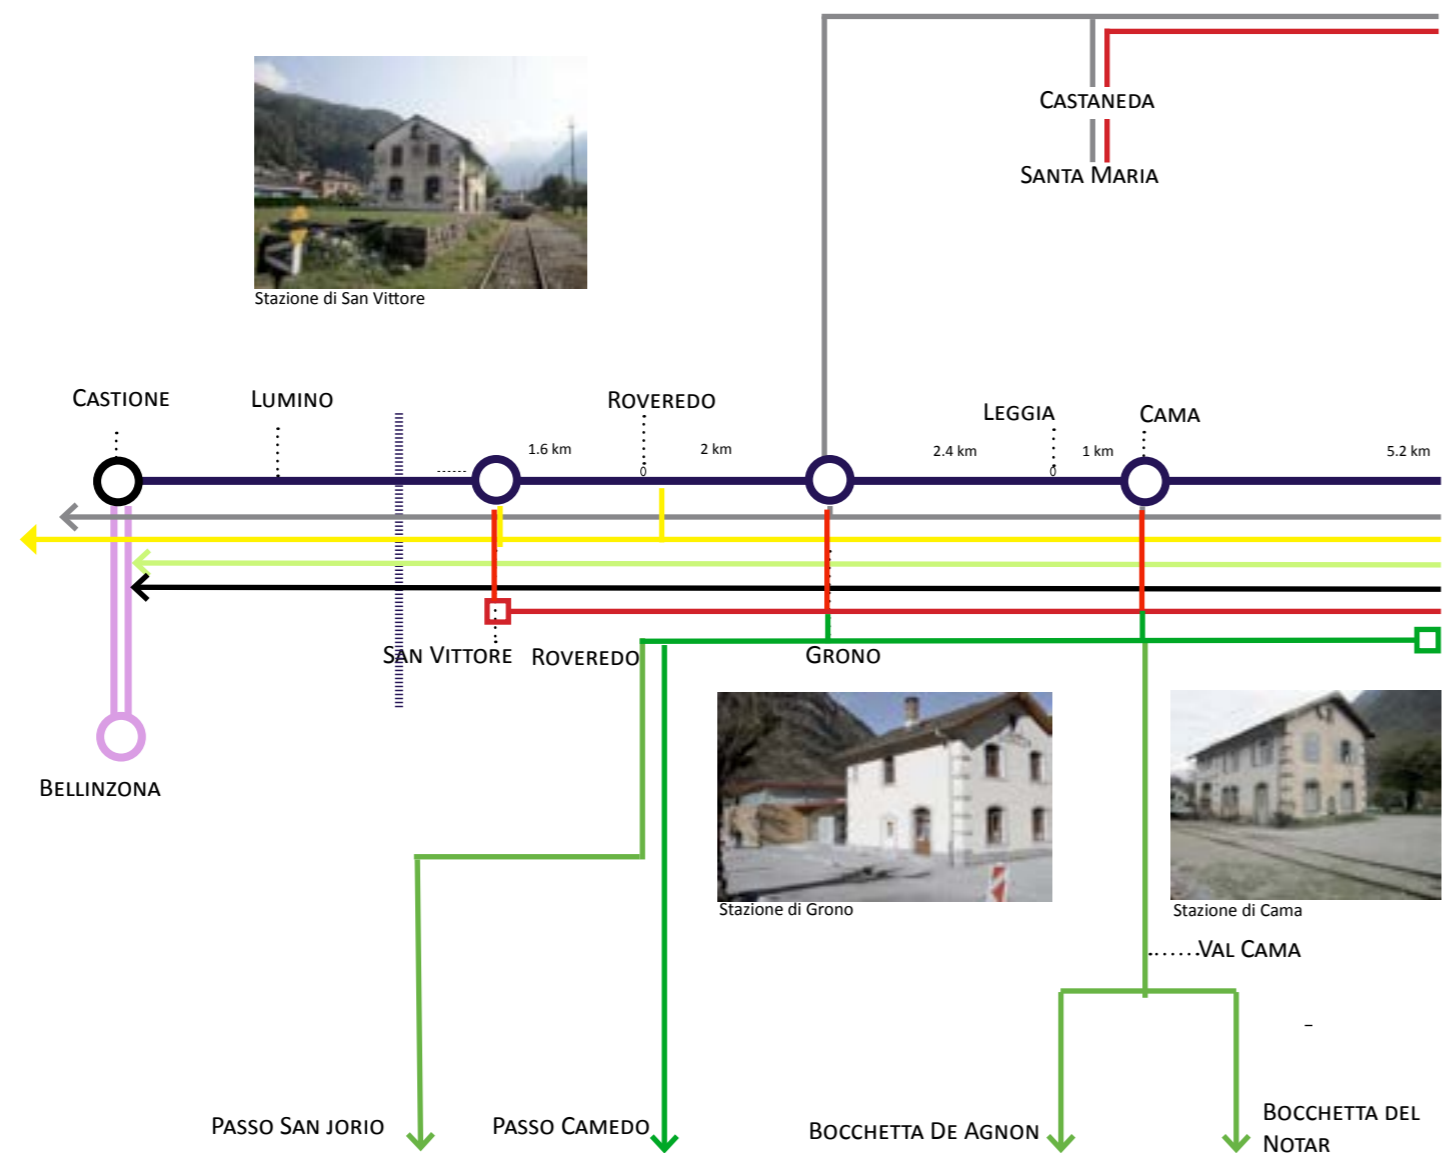 CASTANEDA
SANTA MARIA
Stazione di San Vittore
CASTIONE
LUMINO
ROVEREDO
LEGGIA
CAMA
1.6 km
2 km
2.4 km
1 km
5.2 km
0
0
SAN VITTORE
ROVEREDO
GRONO
BELLINZONA
Stazione di Grono
Stazione di Cama
VAL CAMA
–
PASSO SAN JORIO
PASSO CAMEDO
BOCCHETTA DE AGNON
BOCCHETTA DEL
NOTAR